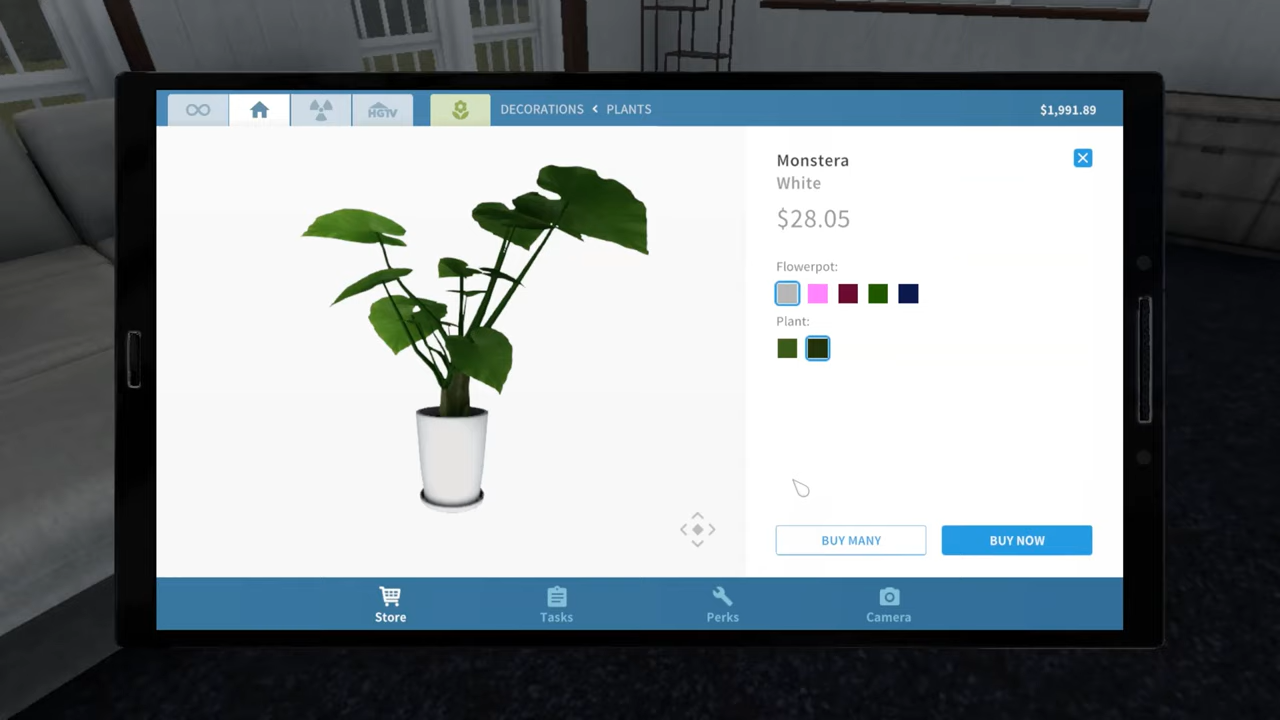 HGTV
DECORATIONS < PLANTS
$1,991.89
Monstera
White
$28.05
Flowerpot:
Plant:
BUY MANY
BUY NOW
Store
Tasks
Perks
Camera